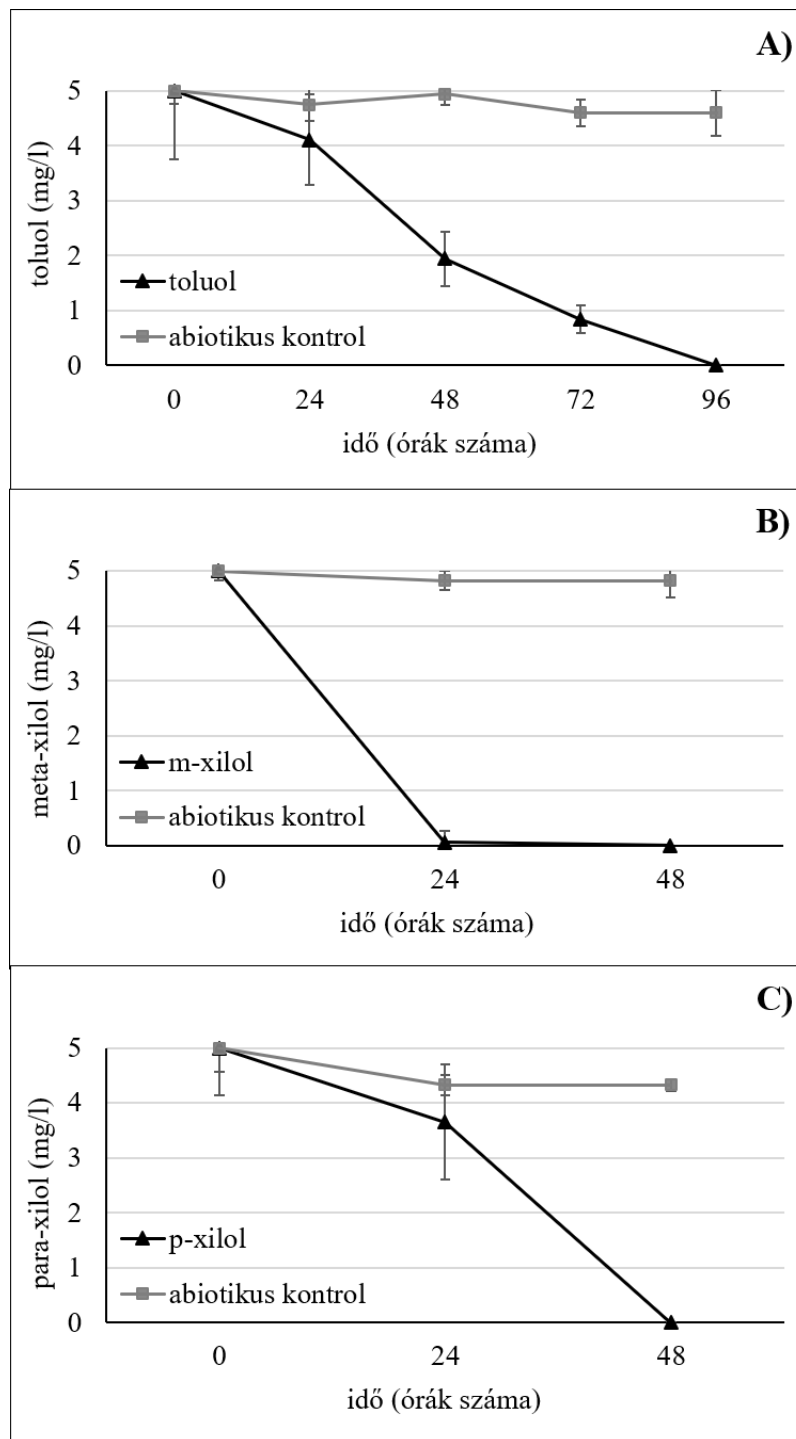 A)
5
4
3
2
1
0
toluol (mg/l)
toluol
abiotikus kontrol
0 24 48 72 96
idő (órák száma)
B)
5
4
3
2
1
0
meta-xilol (mg/l)
m-xilol
abiotikus kontrol
0 24 48
idő (órák száma)
C)
5
4
3
2
1
0
para-xilol (mg/l)
p-xilol
abiotikus kontrol
0 24 48
idő (órák száma)